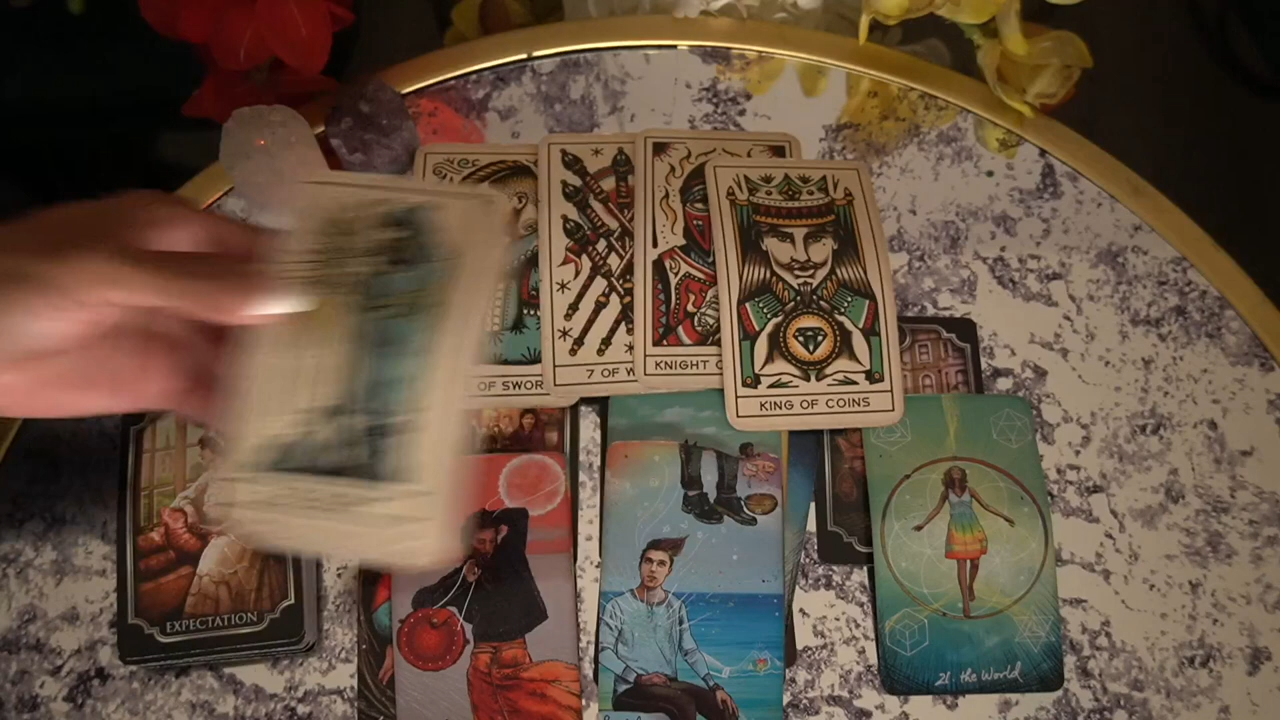 OF SWOR
7 OF W
KNIGHT
KING OF COINS
EXPECTATION
21. the World